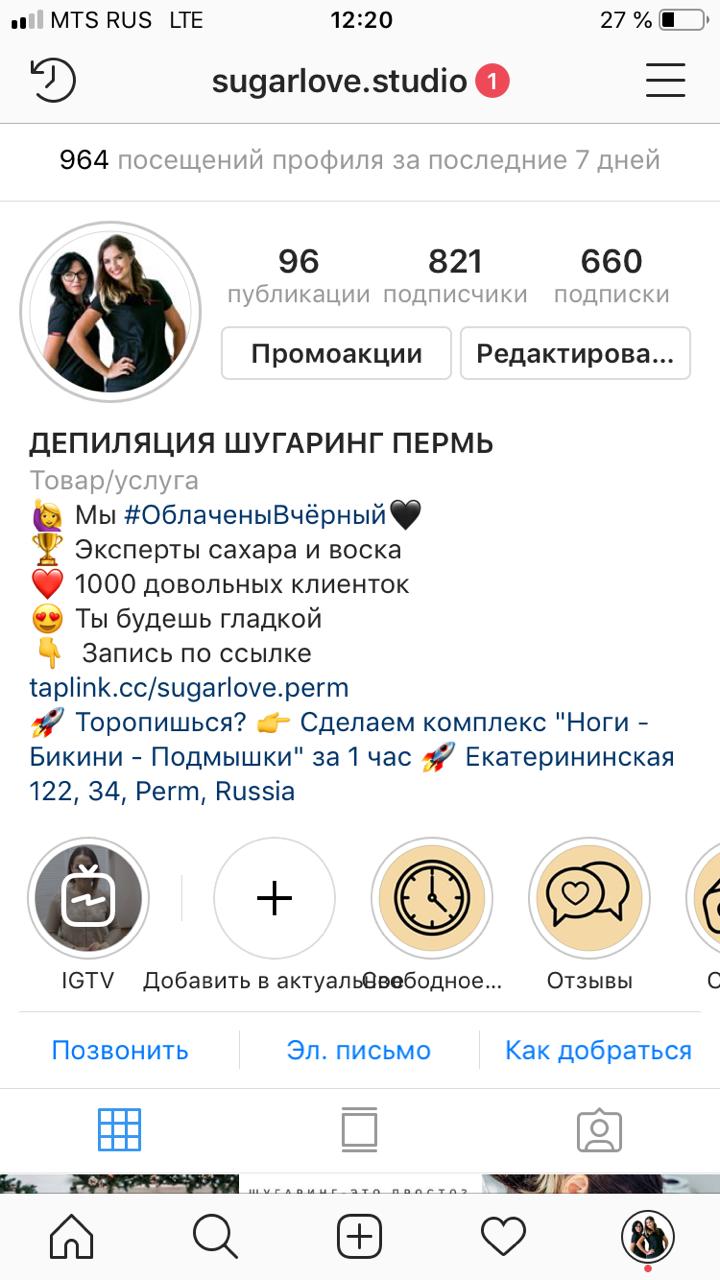 MTS RUS LTE 12:20 27 %
sugarlove.studio 1
964 посещений профиля за последние 7 дней
96 821 660
публикации подписчики подписки
Промоакции Редактирова...
ДЕПИЛЯЦИЯ ШУГАРИНГ ПЕРМЬ
Товар/услуга
🙋‍♀️ Мы #ОблаченыВчёрный🖤
🏆 Эксперты сахара и воска
❤️ 1000 довольных клиенток
😍 Ты будешь гладкой
👇 Запись по ссылке
taplink.cc/sugarlove.perm
🚀 Торопишься? 👉 Сделаем комплекс "Ноги -
Бикини - Подмышки" за 1 час 🚀 Екатерининская
122, 34, Perm, Russia
IGTV Добавить в актуальное Свободное... Отзывы С
Позвонить Эл. письмо Как добраться
ШУГАРИНГ-ЭТО ПРОСТО?